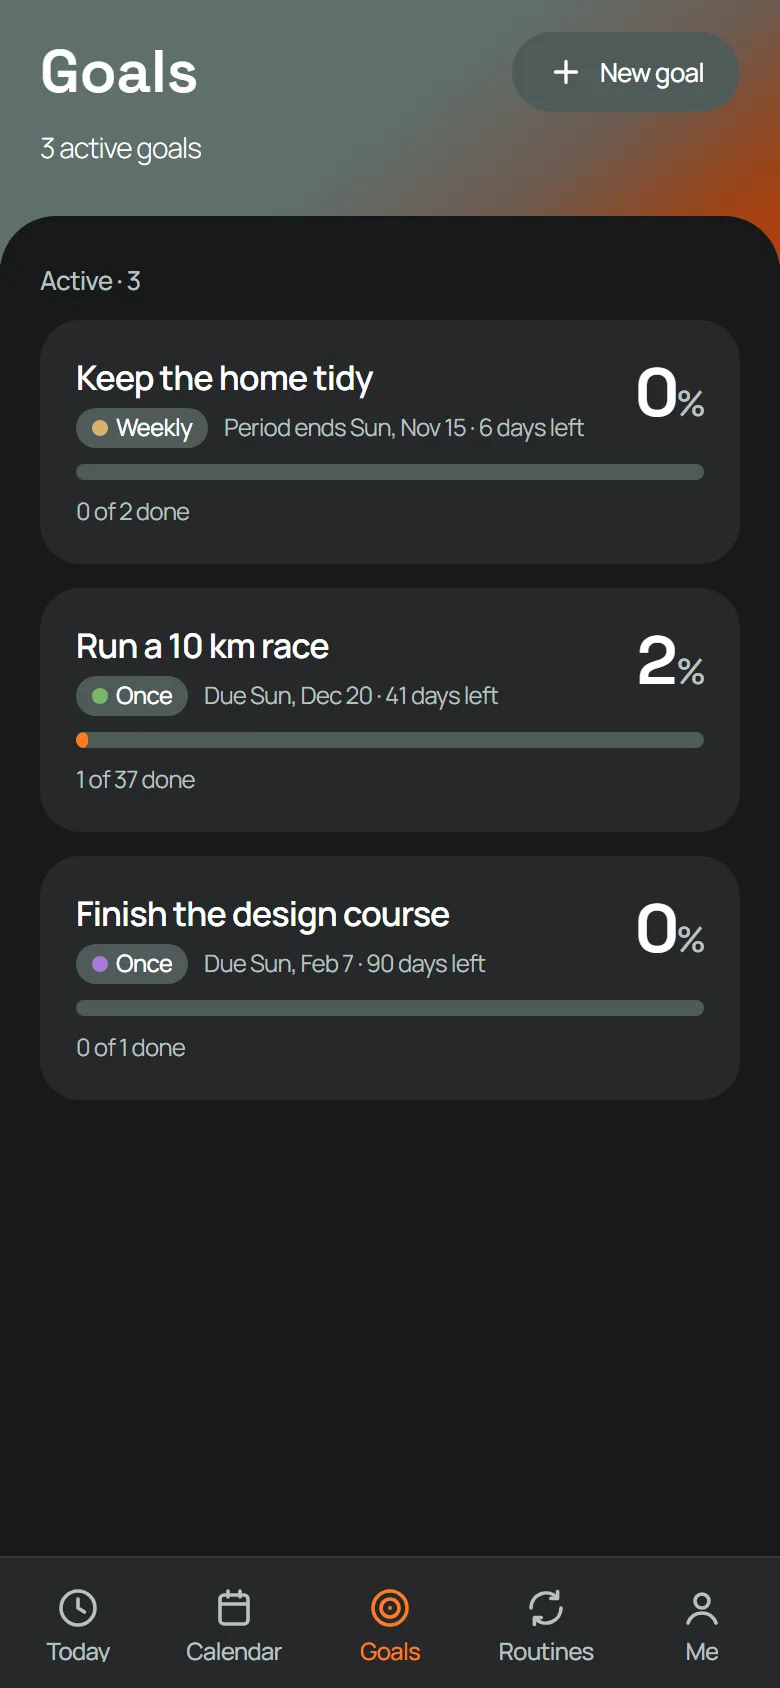 Goals
New goal
3 active goals
Active · 3
Keep the home tidy
0%
Weekly
Period ends Sun, Nov 15 · 6 days left
0 of 2 done
Run a 10 km race
2%
Once
Due Sun, Dec 20 · 41 days left
1 of 37 done
Finish the design course
0%
Once
Due Sun, Feb 7 · 90 days left
0 of 1 done
Today
Calendar
Goals
Routines
Me